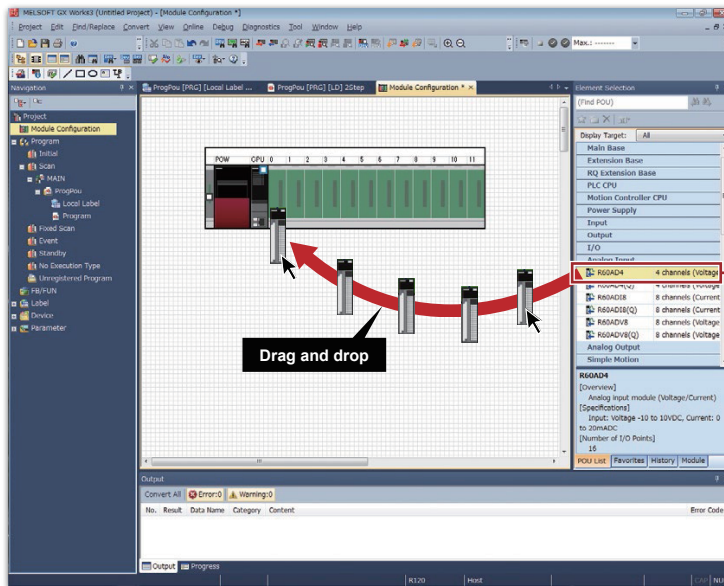 MELSOFT GX Works3 (Untitled Project) - [Module Configuration *]
Project Edit Find/Replace Convert View Online Debug Diagnostics Tool Window Help
Max.: -------
Navigation
ProgPou [PRG] [Local Label ...
ProgPou [PRG] [LD] 2Step
Module Configuration *
Element Selection
(Find POU)
Display Target: All
Project
Module Configuration
Program
Initial
Scan
MAIN
ProgPou
Local Label
Program
Fixed Scan
Event
Standby
No Execution Type
Unregistered Program
FB/FUN
Label
Device
Parameter
POW CPU 0 1 2 3 4 5 6 7 8 9 10 11
Drag and drop
Main Base
Extension Base
RQ Extension Base
PLC CPU
Motion Controller CPU
Power Supply
Input
Output
I/O
Analog Input
R60AD4 4 channels (Voltage
R60AD4(Q) 4 channels (Voltage
R60ADI8 8 channels (Current
R60ADI8(Q) 8 channels (Current
R60ADV8 8 channels (Voltage
R60ADV8(Q) 8 channels (Voltage
Analog Output
Simple Motion
R60AD4
[Overview]
Analog input module (Voltage/Current)
[Specifications]
Input: Voltage -10 to 10VDC, Current: 0
to 20mADC
[Number of I/O Points]
16
POU List Favorites History Module
Output
Convert All Error:0 Warning:0
No. Result Data Name Category Content Error Code
Output Progress
R120 Host CAP NU